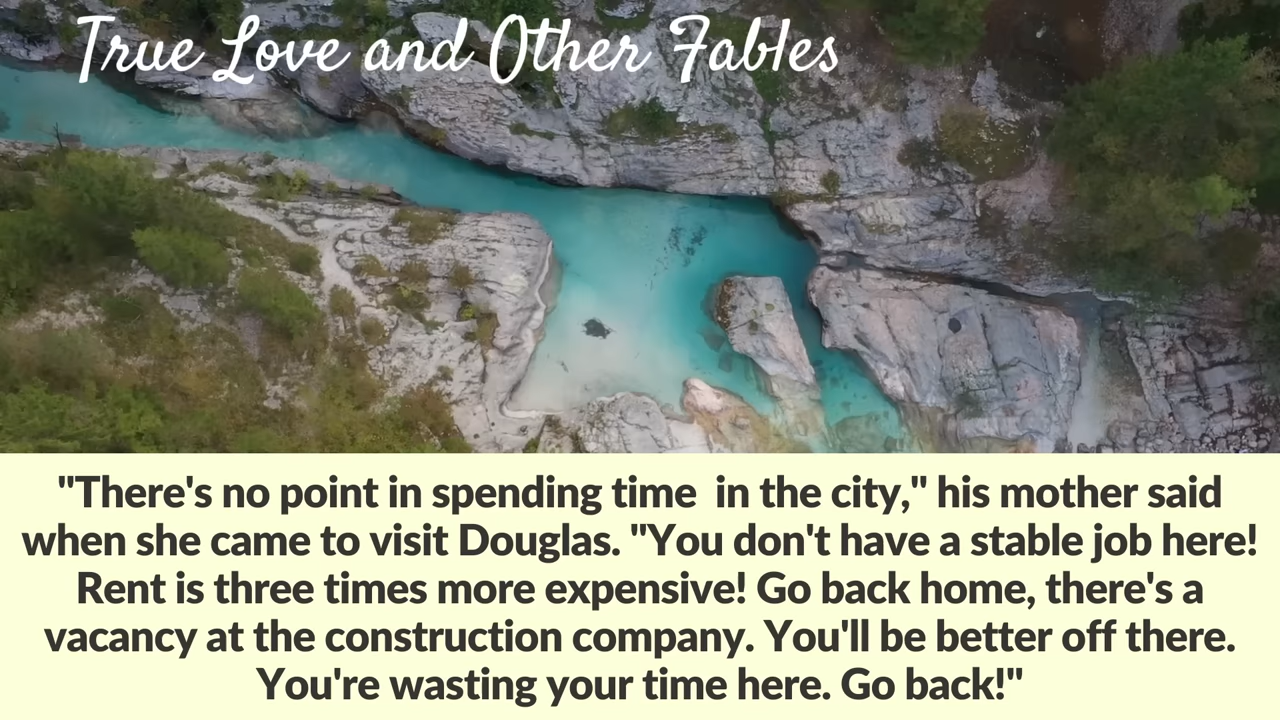 True Love and Other Fables
"There's no point in spending time  in the city," his mother said
when she came to visit Douglas. "You don't have a stable job here!
Rent is three times more expensive! Go back home, there's a
vacancy at the construction company. You'll be better off there.
You're wasting your time here. Go back!"